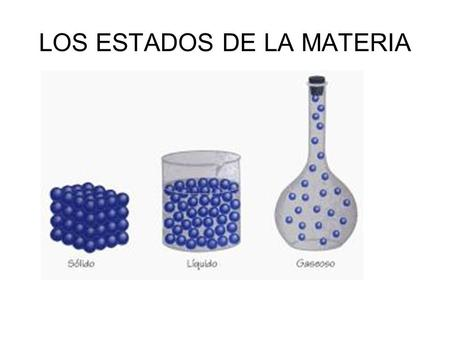 LOS ESTADOS DE LA MATERIA
Sólido Líquido Gaseoso